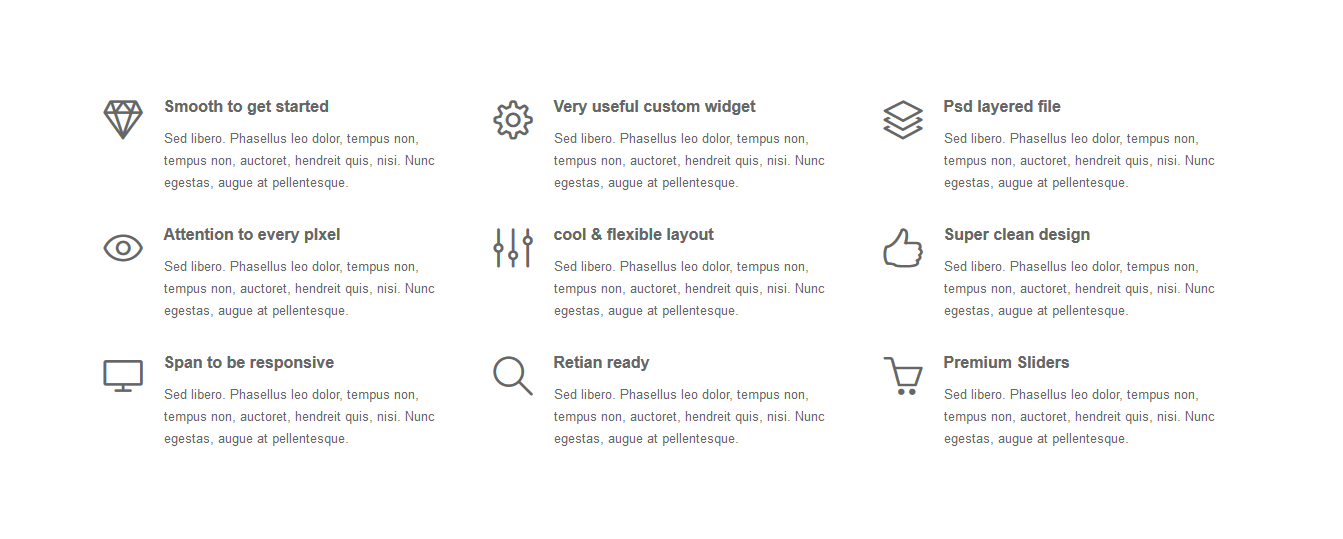 Smooth to get started
Sed libero. Phasellus leo dolor, tempus non,
tempus non, auctoret, hendreit quis, nisi. Nunc
egestas, augue at pellentesque.
Very useful custom widget
Sed libero. Phasellus leo dolor, tempus non,
tempus non, auctoret, hendreit quis, nisi. Nunc
egestas, augue at pellentesque.
Psd layered file
Sed libero. Phasellus leo dolor, tempus non,
tempus non, auctoret, hendreit quis, nisi. Nunc
egestas, augue at pellentesque.
Attention to every plxel
Sed libero. Phasellus leo dolor, tempus non,
tempus non, auctoret, hendreit quis, nisi. Nunc
egestas, augue at pellentesque.
cool & flexible layout
Sed libero. Phasellus leo dolor, tempus non,
tempus non, auctoret, hendreit quis, nisi. Nunc
egestas, augue at pellentesque.
Super clean design
Sed libero. Phasellus leo dolor, tempus non,
tempus non, auctoret, hendreit quis, nisi. Nunc
egestas, augue at pellentesque.
Span to be responsive
Sed libero. Phasellus leo dolor, tempus non,
tempus non, auctoret, hendreit quis, nisi. Nunc
egestas, augue at pellentesque.
Retian ready
Sed libero. Phasellus leo dolor, tempus non,
tempus non, auctoret, hendreit quis, nisi. Nunc
egestas, augue at pellentesque.
Premium Sliders
Sed libero. Phasellus leo dolor, tempus non,
tempus non, auctoret, hendreit quis, nisi. Nunc
egestas, augue at pellentesque.